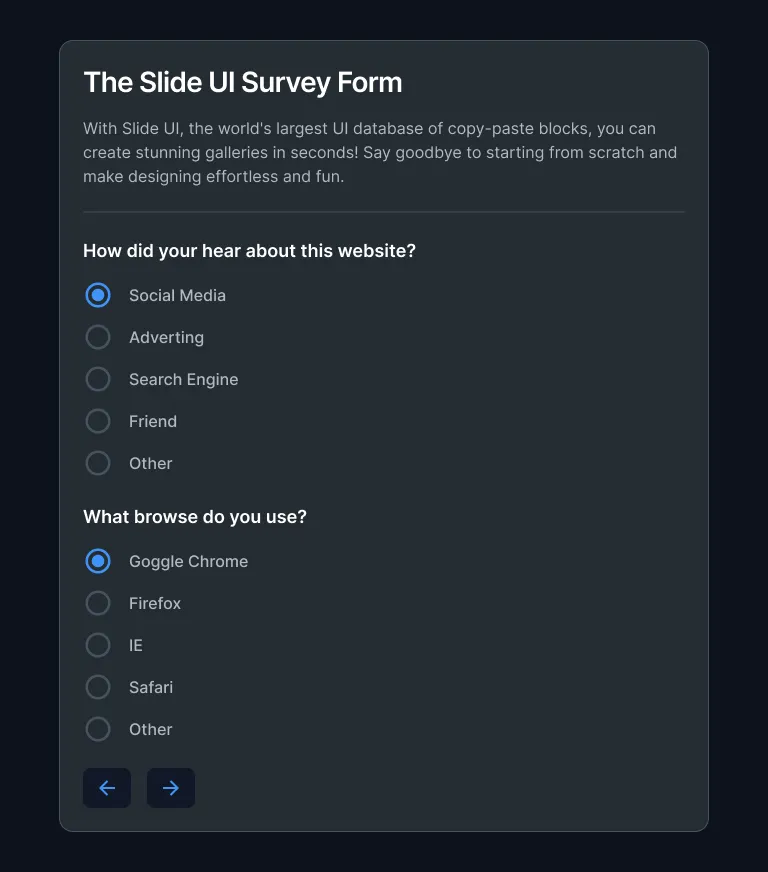 The Slide UI Survey Form
With Slide UI, the world's largest UI database of copy-paste blocks, you can
create stunning galleries in seconds! Say goodbye to starting from scratch and
make designing effortless and fun.
How did your hear about this website?
Social Media
Adverting
Search Engine
Friend
Other
What browse do you use?
Goggle Chrome
Firefox
IE
Safari
Other